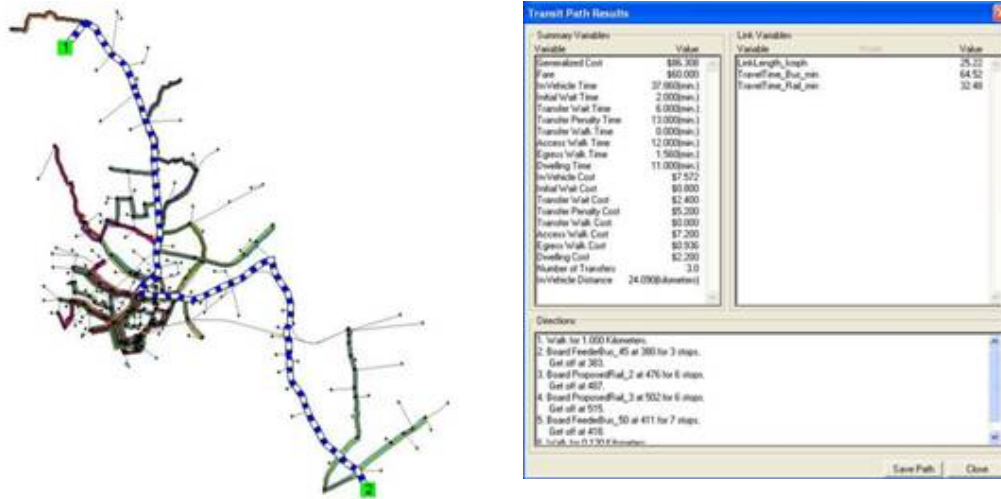 1
2
Transit Path Results
Summary Variables
Variable Value
Generalized Cost $86.308
Fare $60.000
InVehicle Time 37.860(min.)
Initial Wait Time 2.000(min.)
Transfer Wait Time 6.000(min.)
Transfer Penalty Time 13.000(min.)
Transfer Walk Time 0.000(min.)
Access Walk Time 12.000(min.)
Egress Walk Time 1.560(min.)
Dwelling Time 11.000(min.)
InVehicle Cost $7.572
Initial Wait Cost $0.800
Transfer Wait Cost $2.400
Transfer Penalty Cost $5.200
Transfer Walk Cost $0.000
Access Walk Cost $7.200
Egress Walk Cost $0.936
Dwelling Cost $2.200
Number of Transfers 3.0
InVehicle Distance 24.090(kilometers)
Link Variables
Variable Value
LinkLength_kmph 25.22
TravelTime_Bus_min 64.52
TravelTime_Rail_min 32.48
Directions
1. Walk for 1.000 Kilometers.
2. Board FeederBus_45 at 380 for 3 stops.
Get off at 383.
3. Board ProposedRail_2 at 476 for 6 stops.
Get off at 487.
4. Board ProposedRail_3 at 502 for 6 stops.
Get off at 515.
5. Board FeederBus_50 at 411 for 7 stops.
Get off at 418.
Walk for 0.130 Kilometers
Save Path
Close